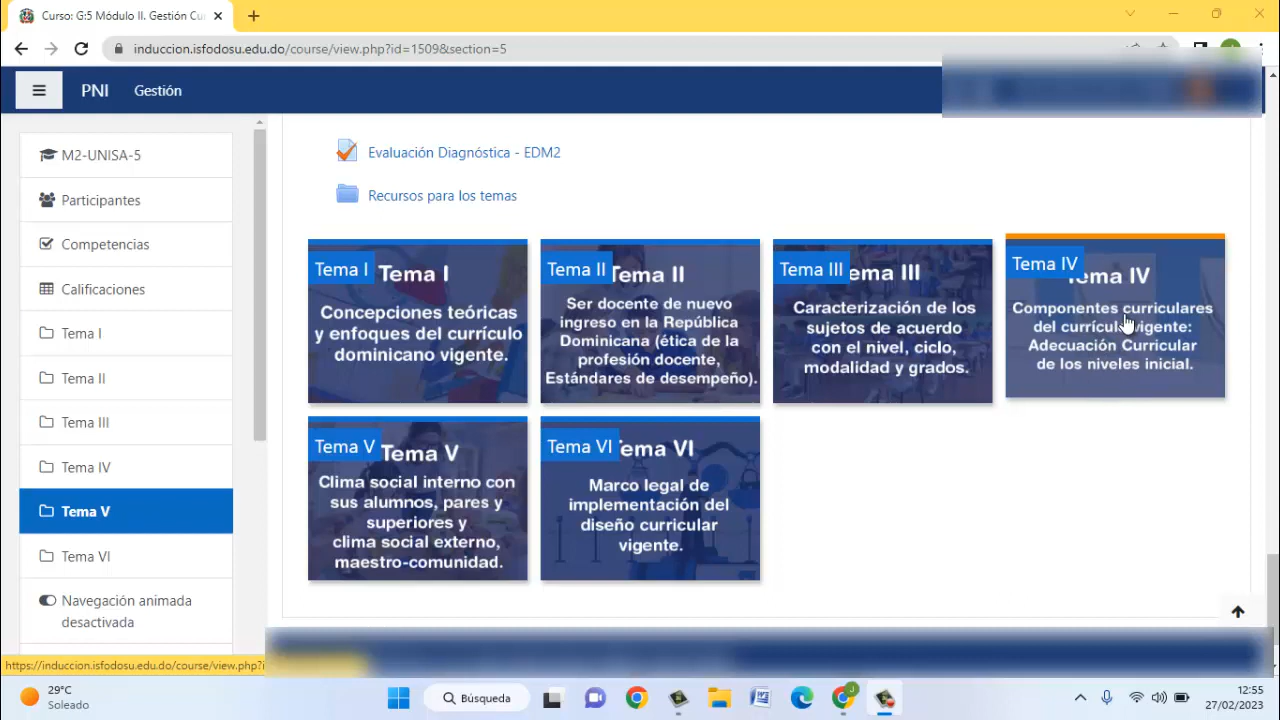 Curso: G:5 Módulo II. Gestión Cu
induccion.isfodosu.edu.do/course/view.php?id=1509&section=5
PNI
Gestión
M2-UNISA-5
Participantes
Competencias
Calificaciones
Tema I
Tema II
Tema III
Tema IV
Tema V
Tema VI
Navegación animada
desactivada
Evaluación Diagnóstica - EDM2
Recursos para los temas
Tema I
Tema I
Concepciones teóricas
y enfoques del currículo
dominicano vigente.
Tema II
Tema II
Ser docente de nuevo
ingreso en la República
Dominicana (ética de la
profesión docente,
Estándares de desempeño).
Tema III
Tema III
Caracterización de los
sujetos de acuerdo
con el nivel, ciclo,
modalidad y grados.
Tema IV
Tema IV
Componentes curriculares
del currículo vigente:
Adecuación Curricular
de los niveles inicial.
Tema V
Tema V
Clima social interno con
sus alumnos, pares y
superiores y
clima social externo,
maestro-comunidad.
Tema VI
Tema VI
Marco legal de
implementación del
diseño curricular
vigente.
https://induccion.isfodosu.edu.do/course/view.php?i
29°C
Soleado
Búsqueda
J
12:55
27/02/2023